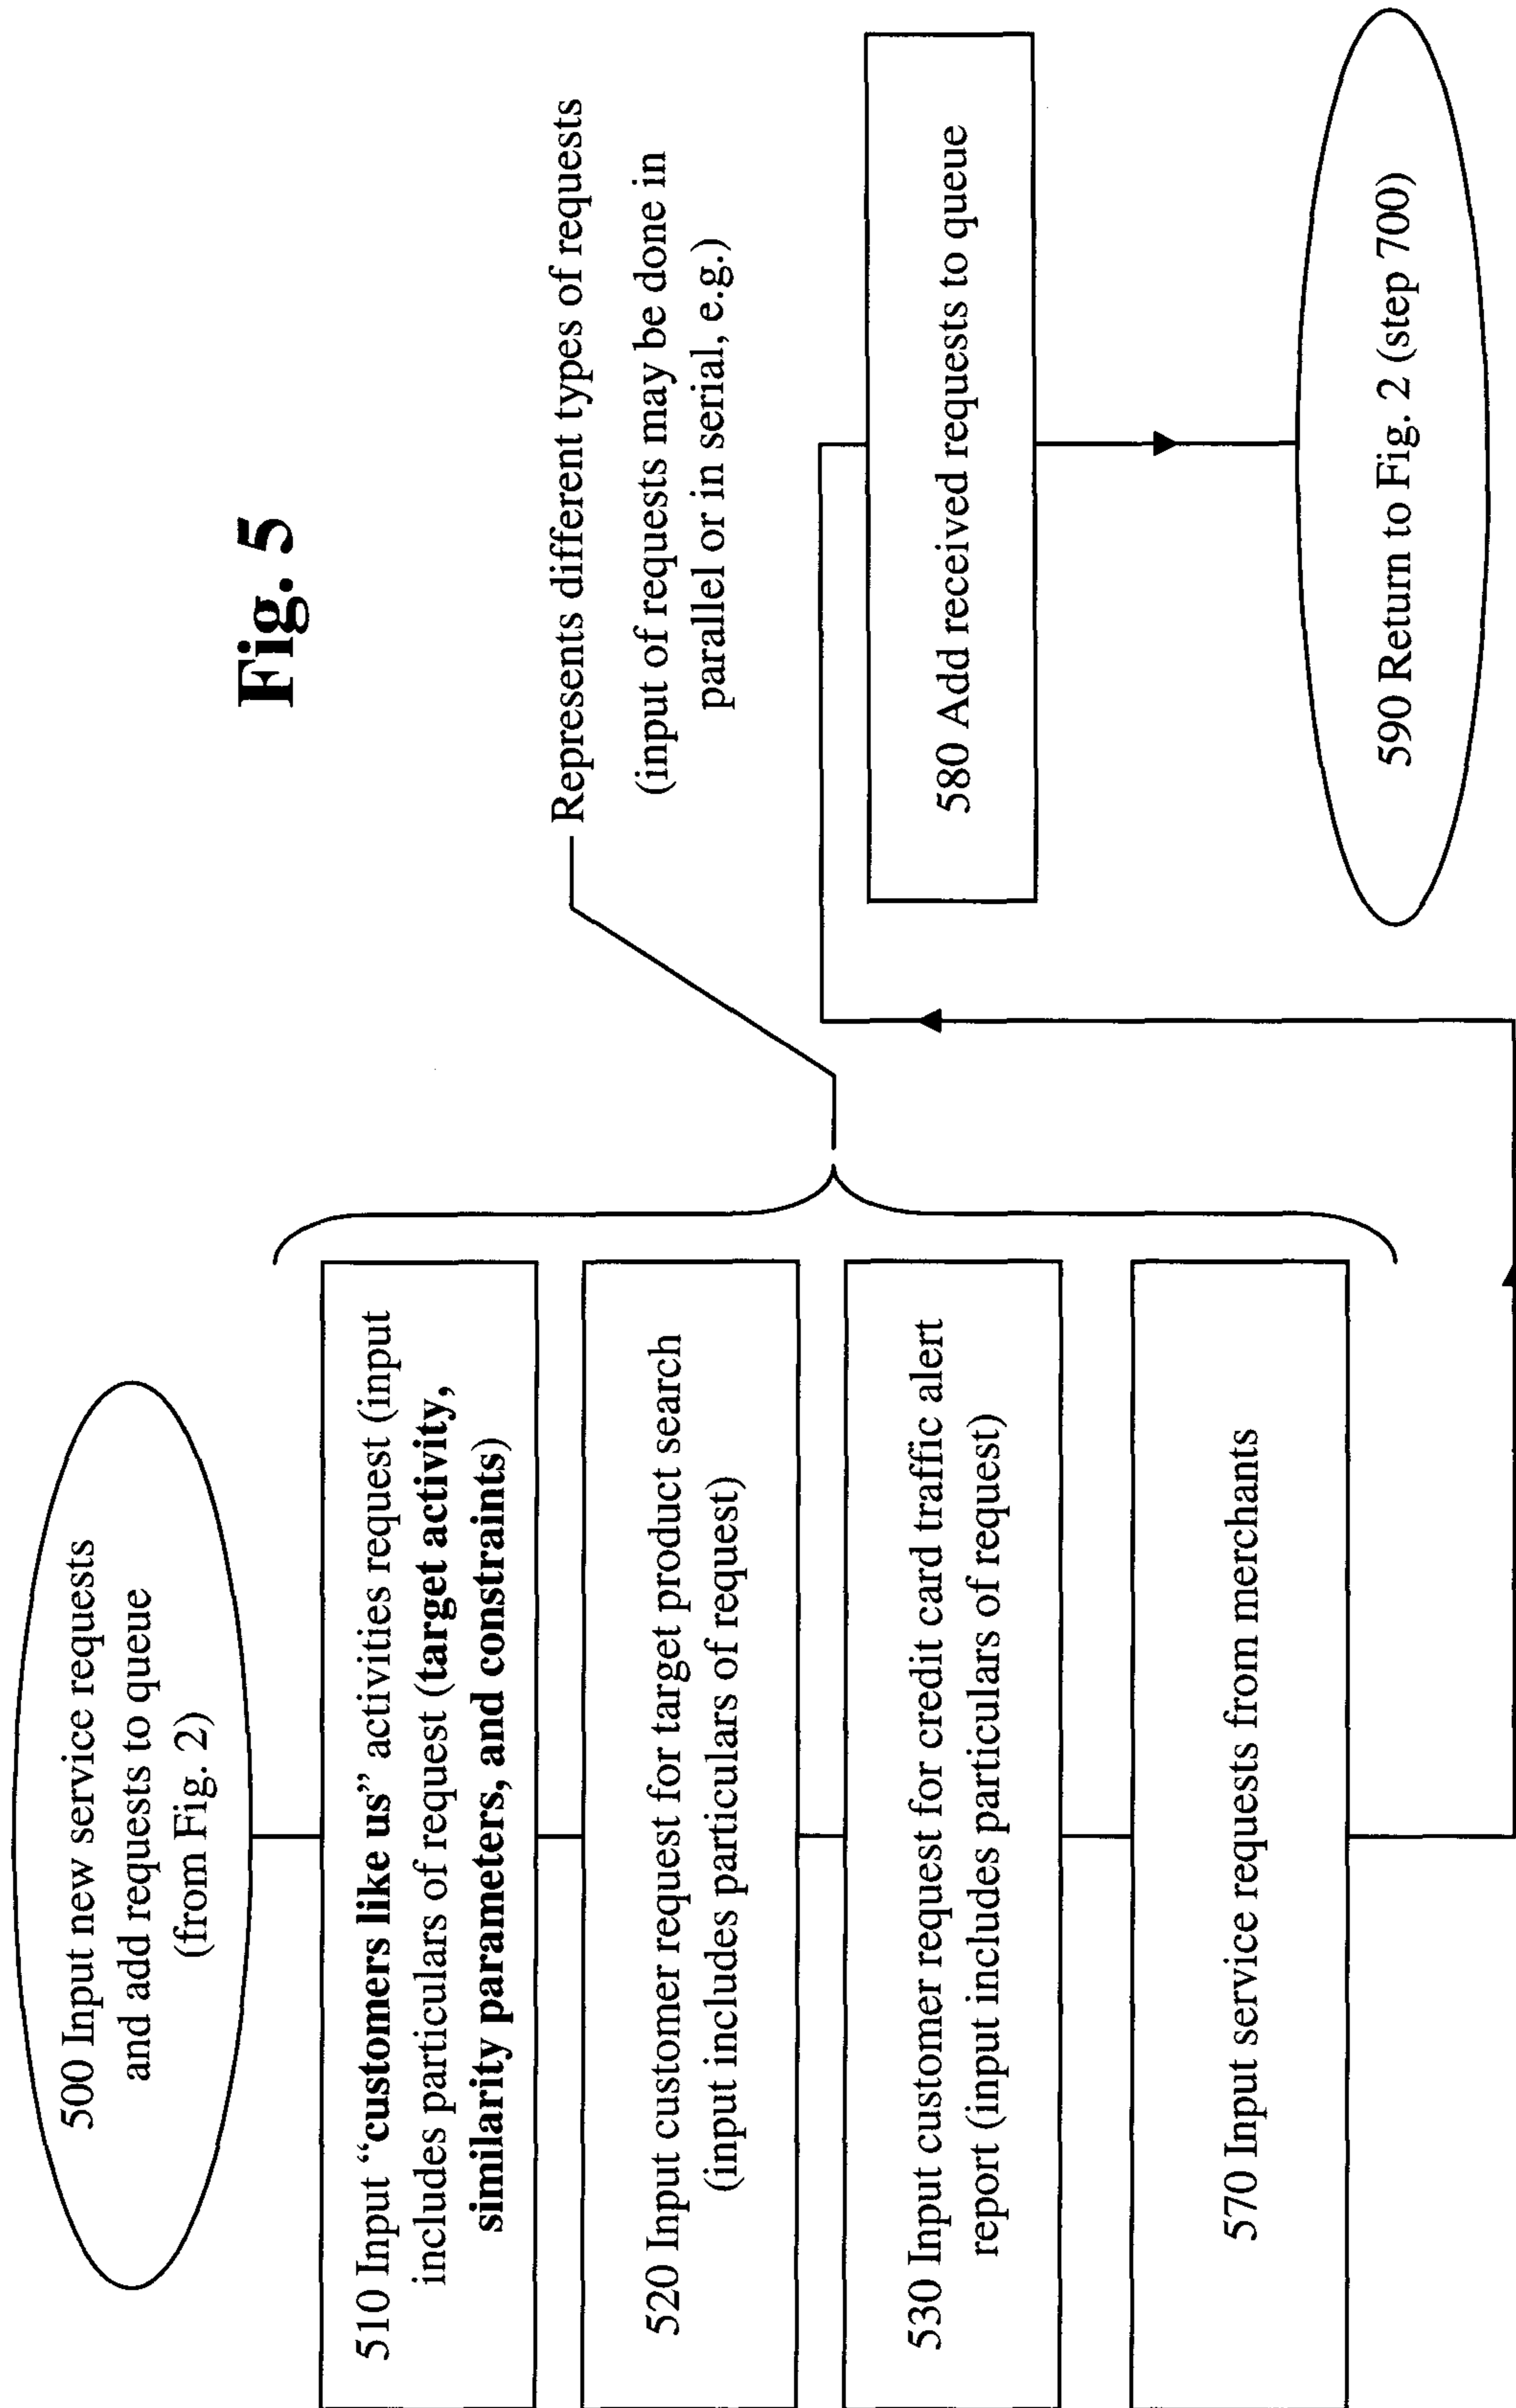 Fig. 5
500 Input new service requests
and add requests to queue
(from Fig. 2)
510 Input “customers like us” activities request (input
includes particulars of request (target activity,
similarity parameters, and constraints)
520 Input customer request for target product search
(input includes particulars of request)
530 Input customer request for credit card traffic alert
report (input includes particulars of request)
570 Input service requests from merchants
Represents different types of requests
(input of requests may be done in
parallel or in serial, e.g.)
580 Add received requests to queue
590 Return to Fig. 2 (step 700)